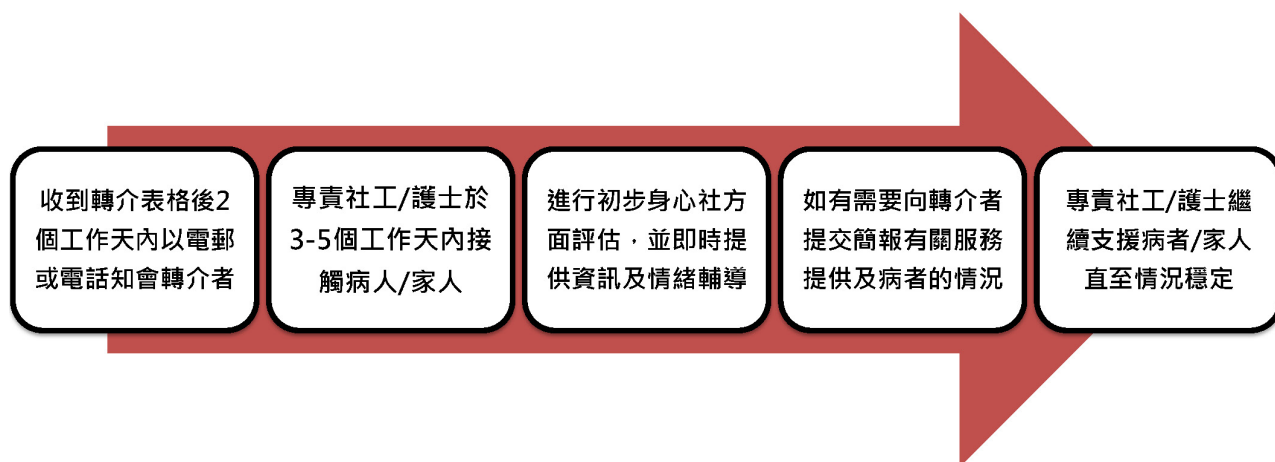 收到轉介表格後2
個工作天內以電郵
或電話知會轉介者
專責社工/護士於
3-5個工作天內接
觸病人/家人
進行初步身心社方
面評估，並即時提
供資訊及情緒輔導
如有需要向轉介者
提交簡報有關服務
提供及病者的情況
專責社工/護士繼
續支援病者/家人
直至情況穩定